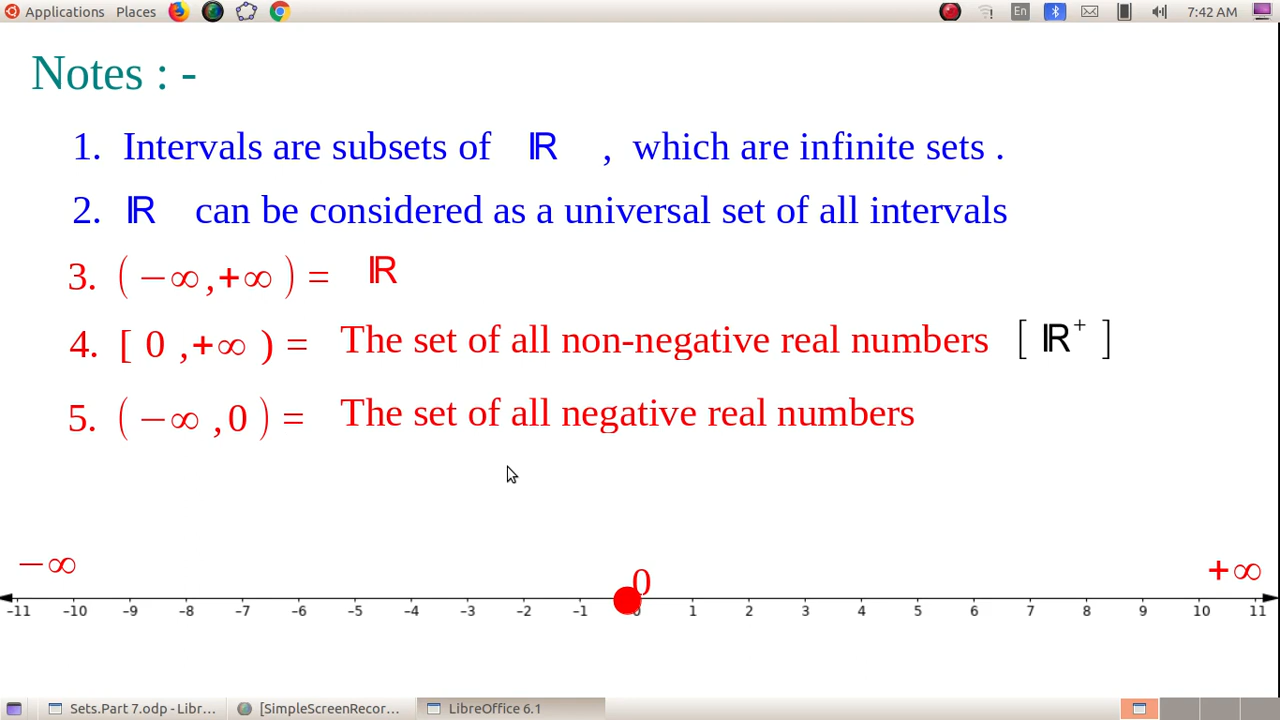 Applications Places En 7:42 AM
Notes : -
1. Intervals are subsets of ℝ , which are infinite sets .
2. ℝ can be considered as a universal set of all intervals
3. ( −∞ ,+∞ ) = ℝ
4. [ 0 ,+∞ ) = The set of all non-negative real numbers [ ℝ⁺ ]
5. ( −∞ ,0 ) = The set of all negative real numbers
−∞ 0 +∞
–11 –10 –9 –8 –7 –6 –5 –4 –3 –2 –1 0 1 2 3 4 5 6 7 8 9 10 11
Sets.Part 7.odp - Libr... [SimpleScreenRecor... LibreOffice 6.1